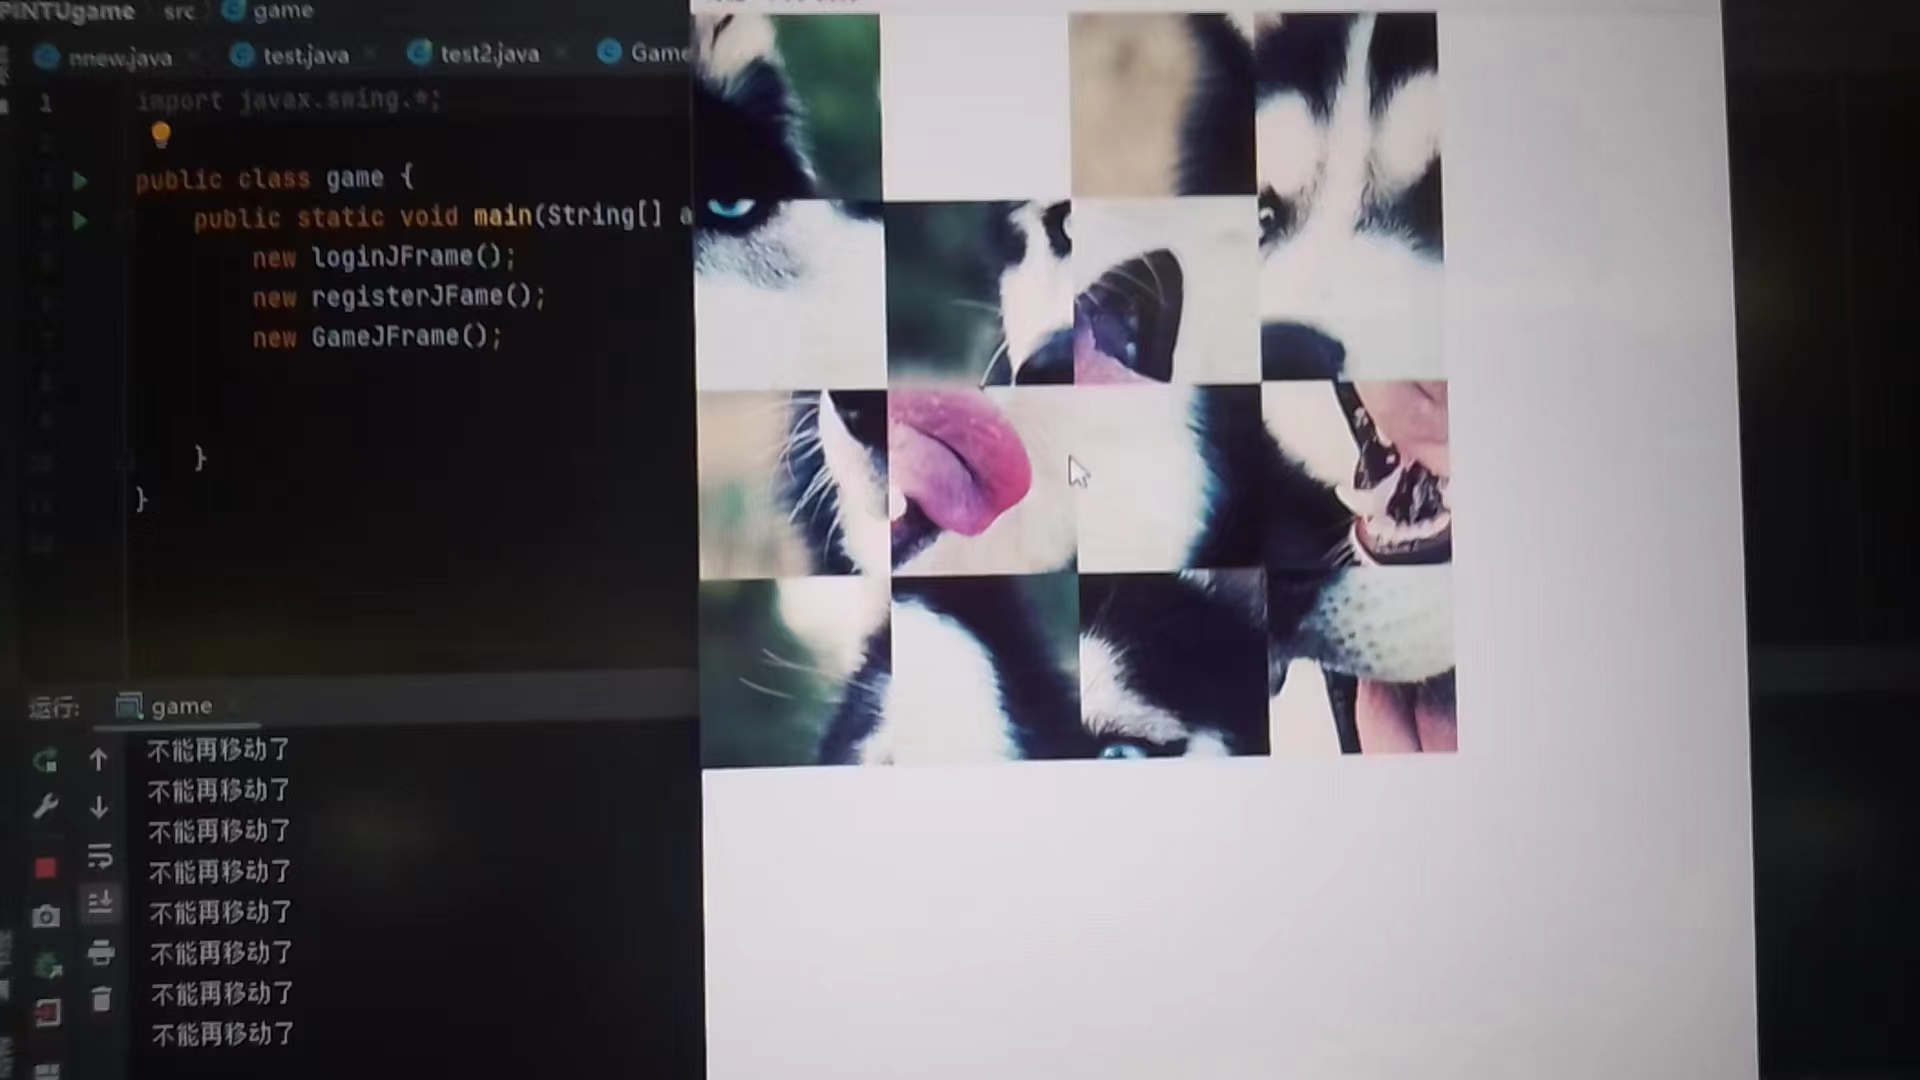 PINTUgame src game
nnew.java test.java test2.java Game
1 import javax.swing.*;
public class game {
public static void main(String[] a
new loginJFrame();
new registerJFame();
new GameJFrame();
}
}
运行: game
不能再移动了
不能再移动了
不能再移动了
不能再移动了
不能再移动了
不能再移动了
不能再移动了
不能再移动了